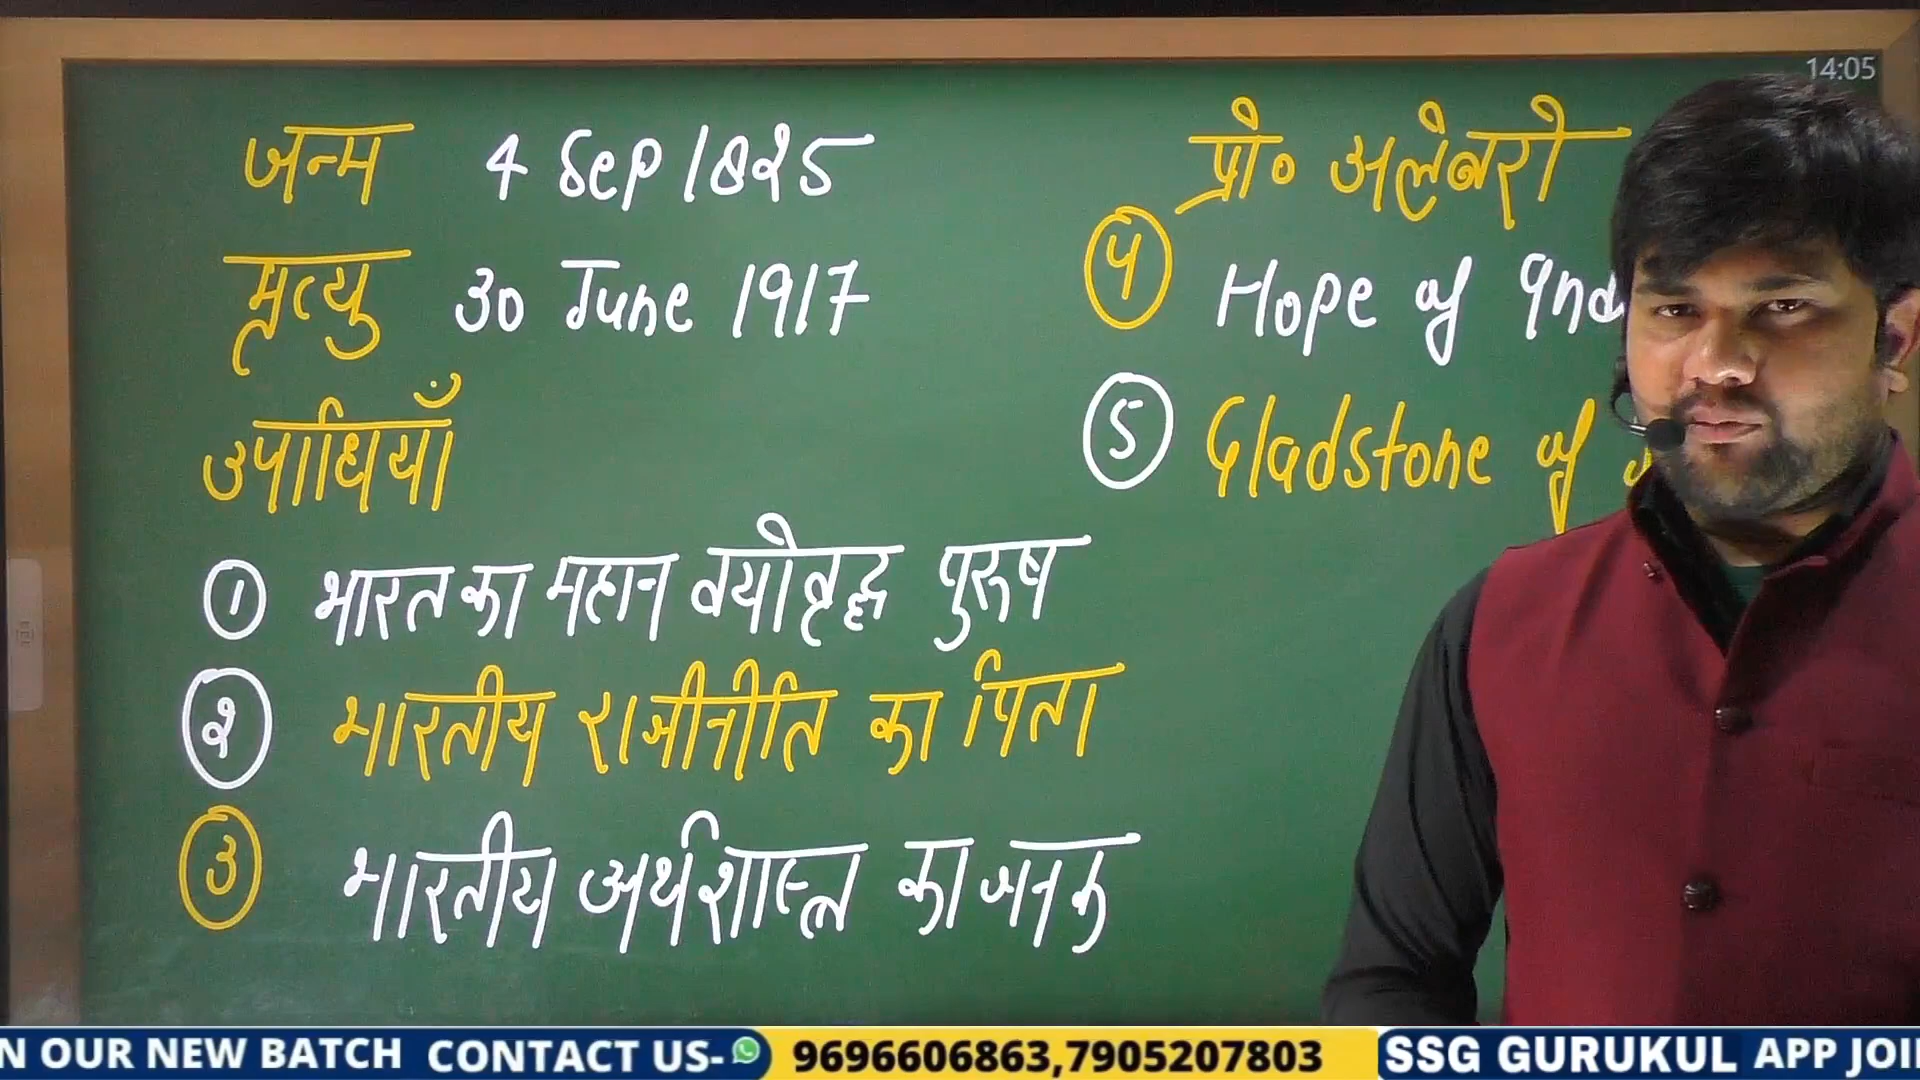 14:05
जन्म 4 Sep 1825
मृत्यु 30 June 1917
उपाधियाँ
① भारत का महान वयोवृद्ध पुरूष
② भारतीय राजीनीति का पिता
③ भारतीय अर्थशास्त्र का जनक
प्रो० अलेबरो
④ Hope of Ind
⑤ Gladstone of
N OUR NEW BATCH CONTACT US- 9696606863,7905207803 SSG GURUKUL APP JOI